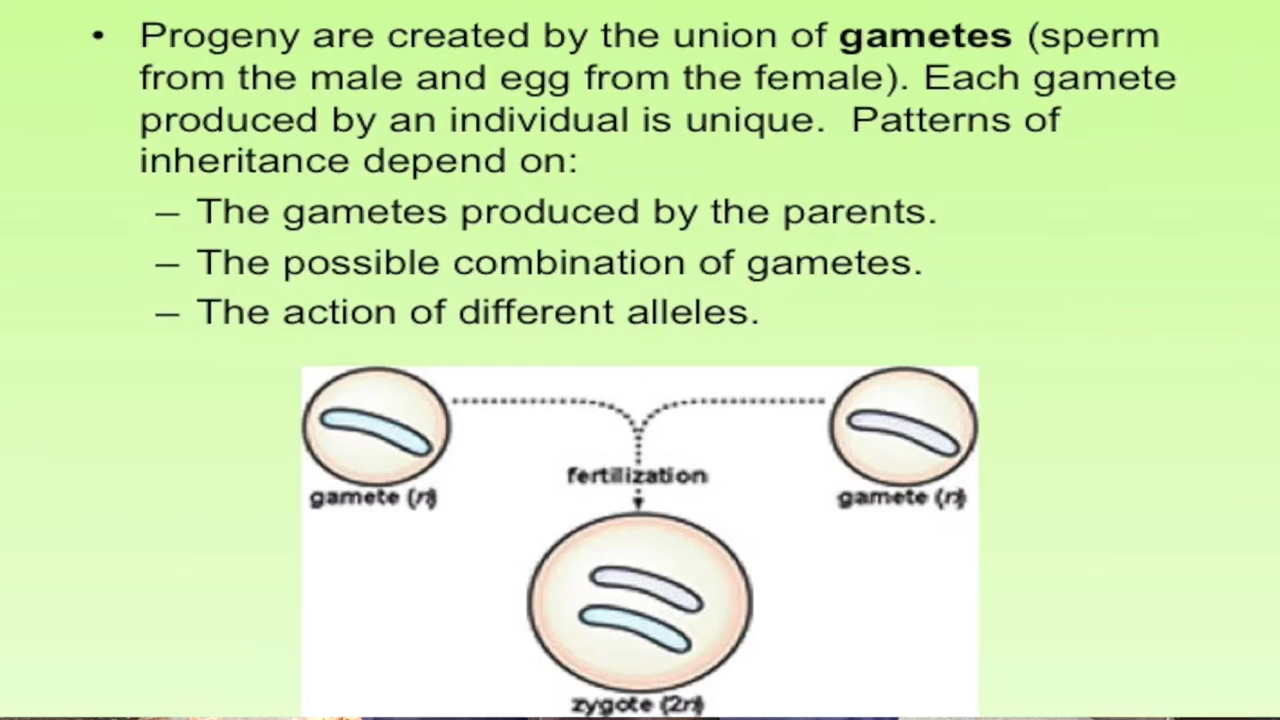 • Progeny are created by the union of gametes (sperm
from the male and egg from the female). Each gamete
produced by an individual is unique. Patterns of
inheritance depend on:
– The gametes produced by the parents.
– The possible combination of gametes.
– The action of different alleles.
fertilization
gamete (n)
gamete (n)
zygote (2n)